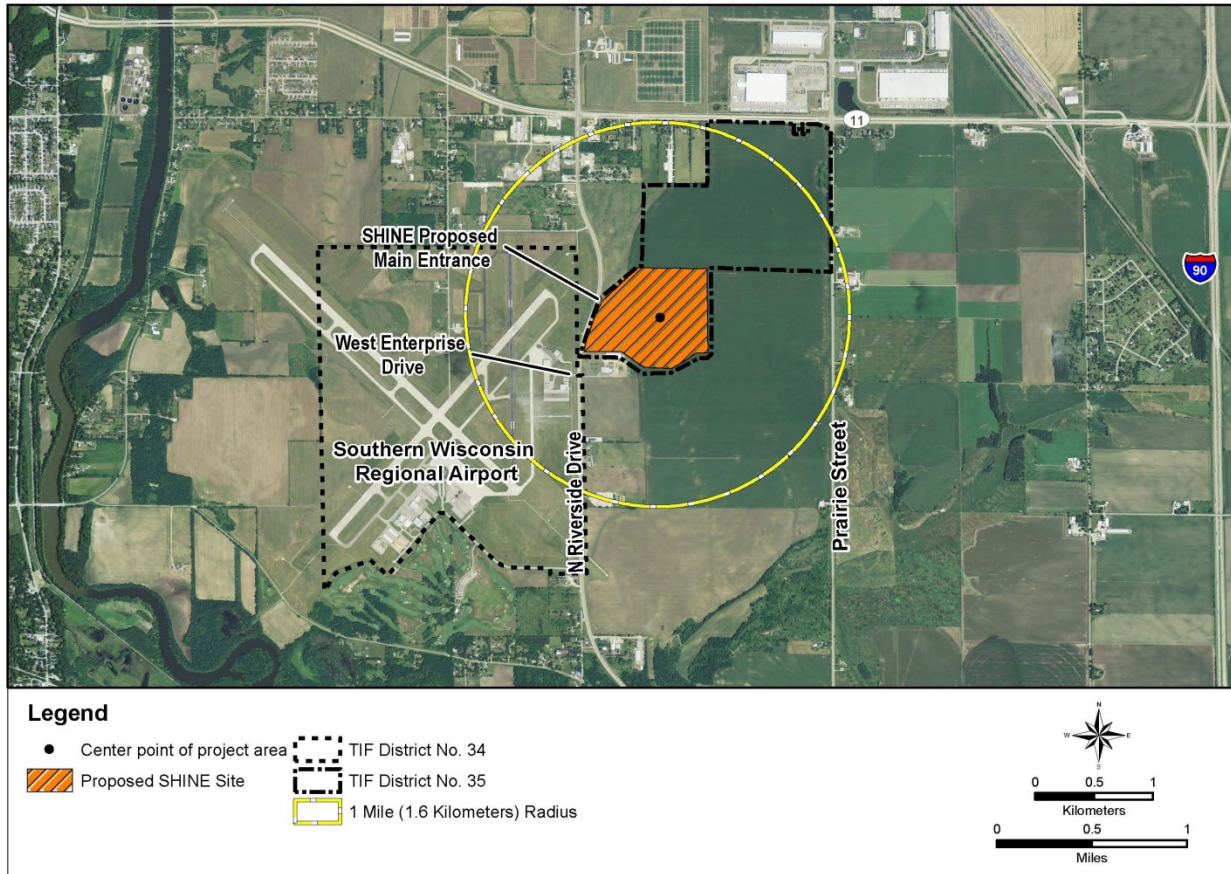 11
SHINE Proposed
Main Entrance
90
West Enterprise
Drive
Southern Wisconsin
Regional Airport
N Riverside Drive
Prairie Street
Legend
Center point of project area
Proposed SHINE Site
TIF District No. 34
TIF District No. 35
1 Mile (1.6 Kilometers) Radius
N
W E
S
0 0.5 1
Kilometers
0 0.5 1
Miles